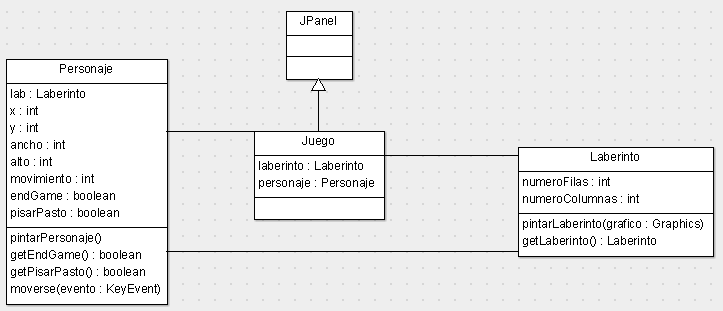 JPanel
Personaje
lab : Laberinto
x : int
y : int
ancho : int
alto : int
movimiento : int
endGame : boolean
pisarPasto : boolean
pintarPersonaje()
getEndGame() : boolean
getPisarPasto() : boolean
moverse(evento : KeyEvent)
Juego
laberinto : Laberinto
personaje : Personaje
Laberinto
numeroFilas : int
numeroColumnas : int
pintarLaberinto(grafico : Graphics)
getLaberinto() : Laberinto